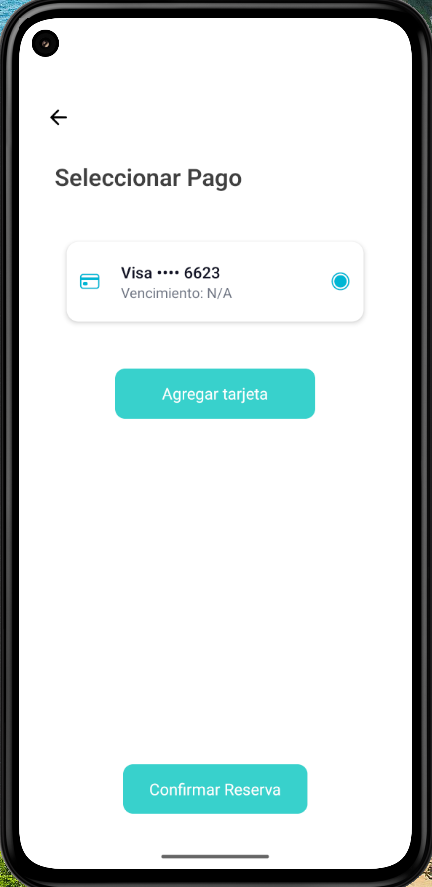 Seleccionar Pago
Visa •••• 6623
Vencimiento: N/A
Agregar tarjeta
Confirmar Reserva